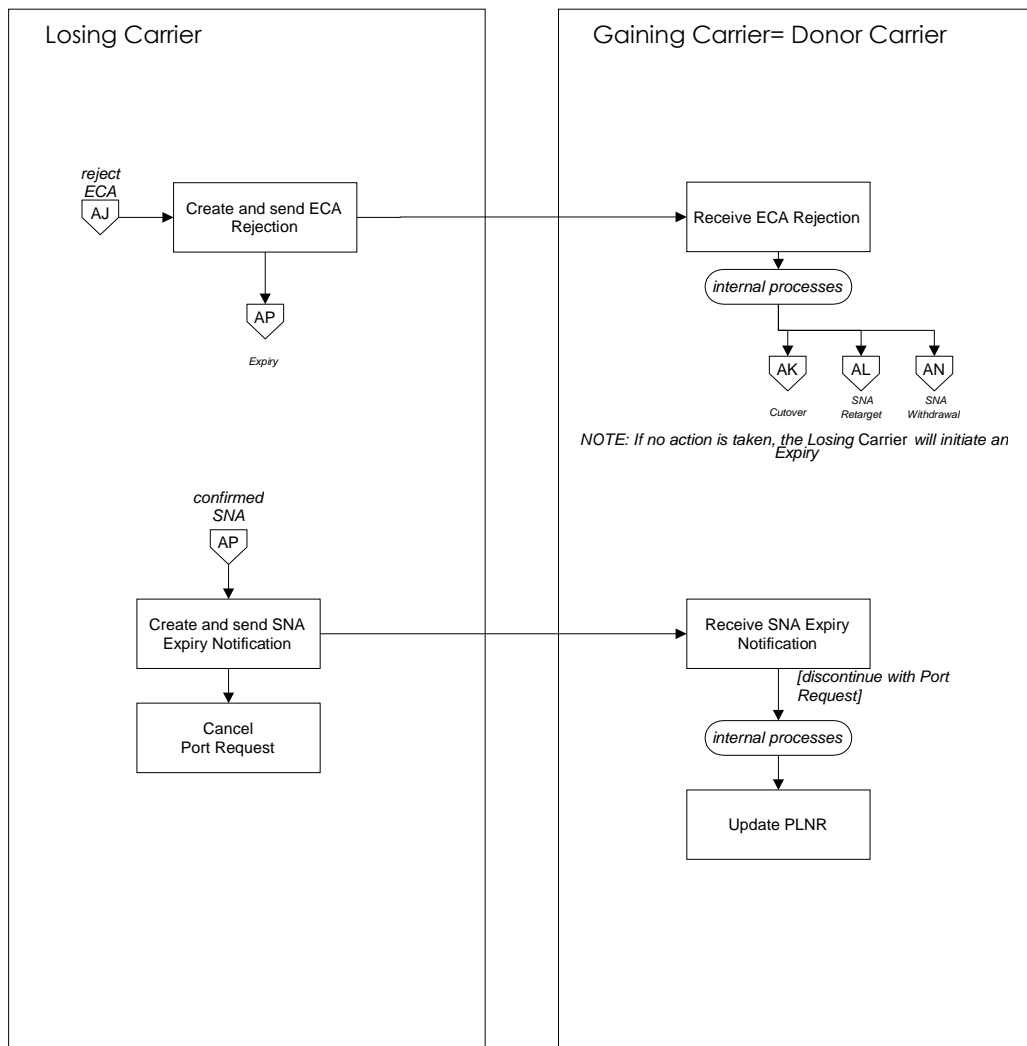 Losing Carrier
Gaining Carrier= Donor Carrier
reject
ECA
AJ
Create and send ECA
Rejection
Receive ECA Rejection
internal processes
AP
Expiry
AK
AL
AN
Cutover
SNA
Retarget
SNA
Withdrawal
NOTE: If no action is taken, the Losing Carrier will initiate an
Expiry
confirmed
SNA
AP
Create and send SNA
Expiry Notification
Receive SNA Expiry
Notification
[discontinue with Port
Request]
Cancel
Port Request
internal processes
Update PLNR